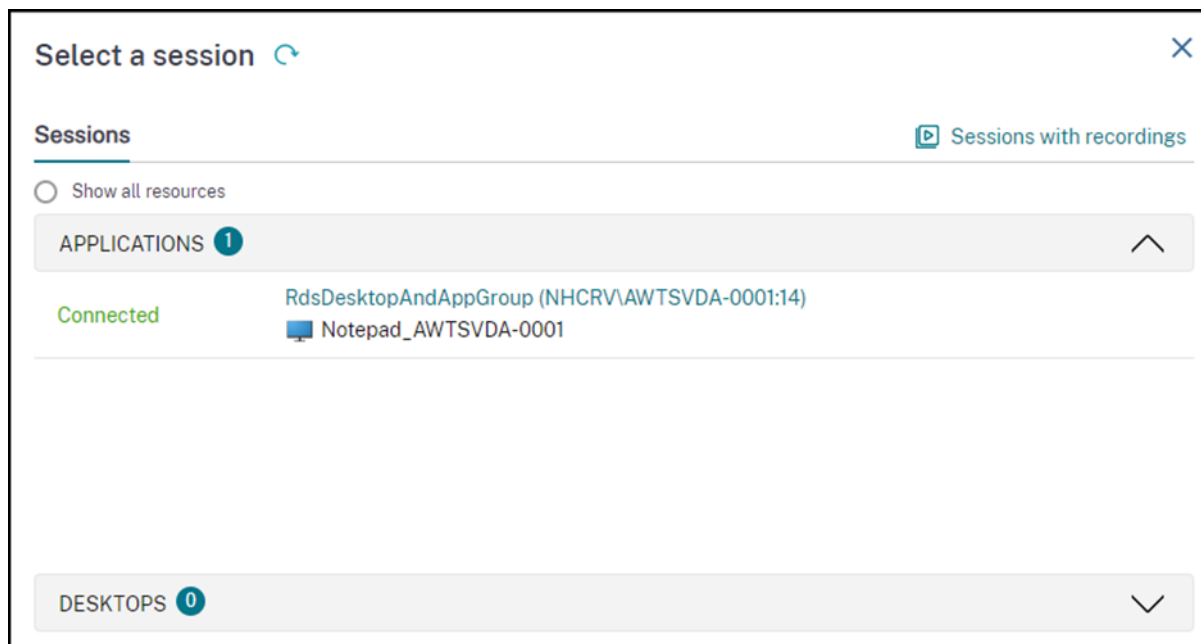 Select a session
Sessions
Sessions with recordings
Show all resources
APPLICATIONS 1
Connected
RdsDesktopAndAppGroup (NHCRV\AWTSVDA-0001:14)
Notepad_AWTSVDA-0001
DESKTOPS 0